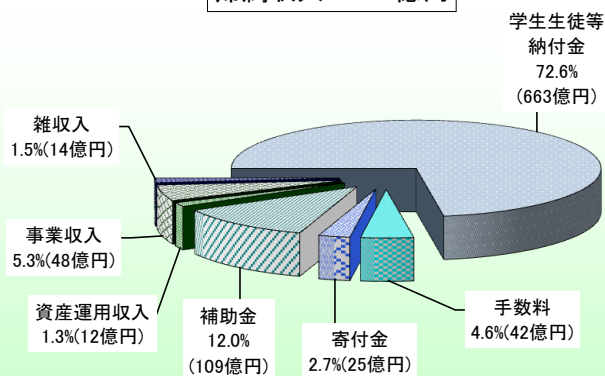 学生生徒等
納付金
72.6%
(663億円)
雑収入
1.5%(14億円)
事業収入
5.3%(48億円)
資産運用収入
1.3%(12億円)
補助金
12.0%
(109億円)
寄付金
2.7%(25億円)
手数料
4.6%(42億円)